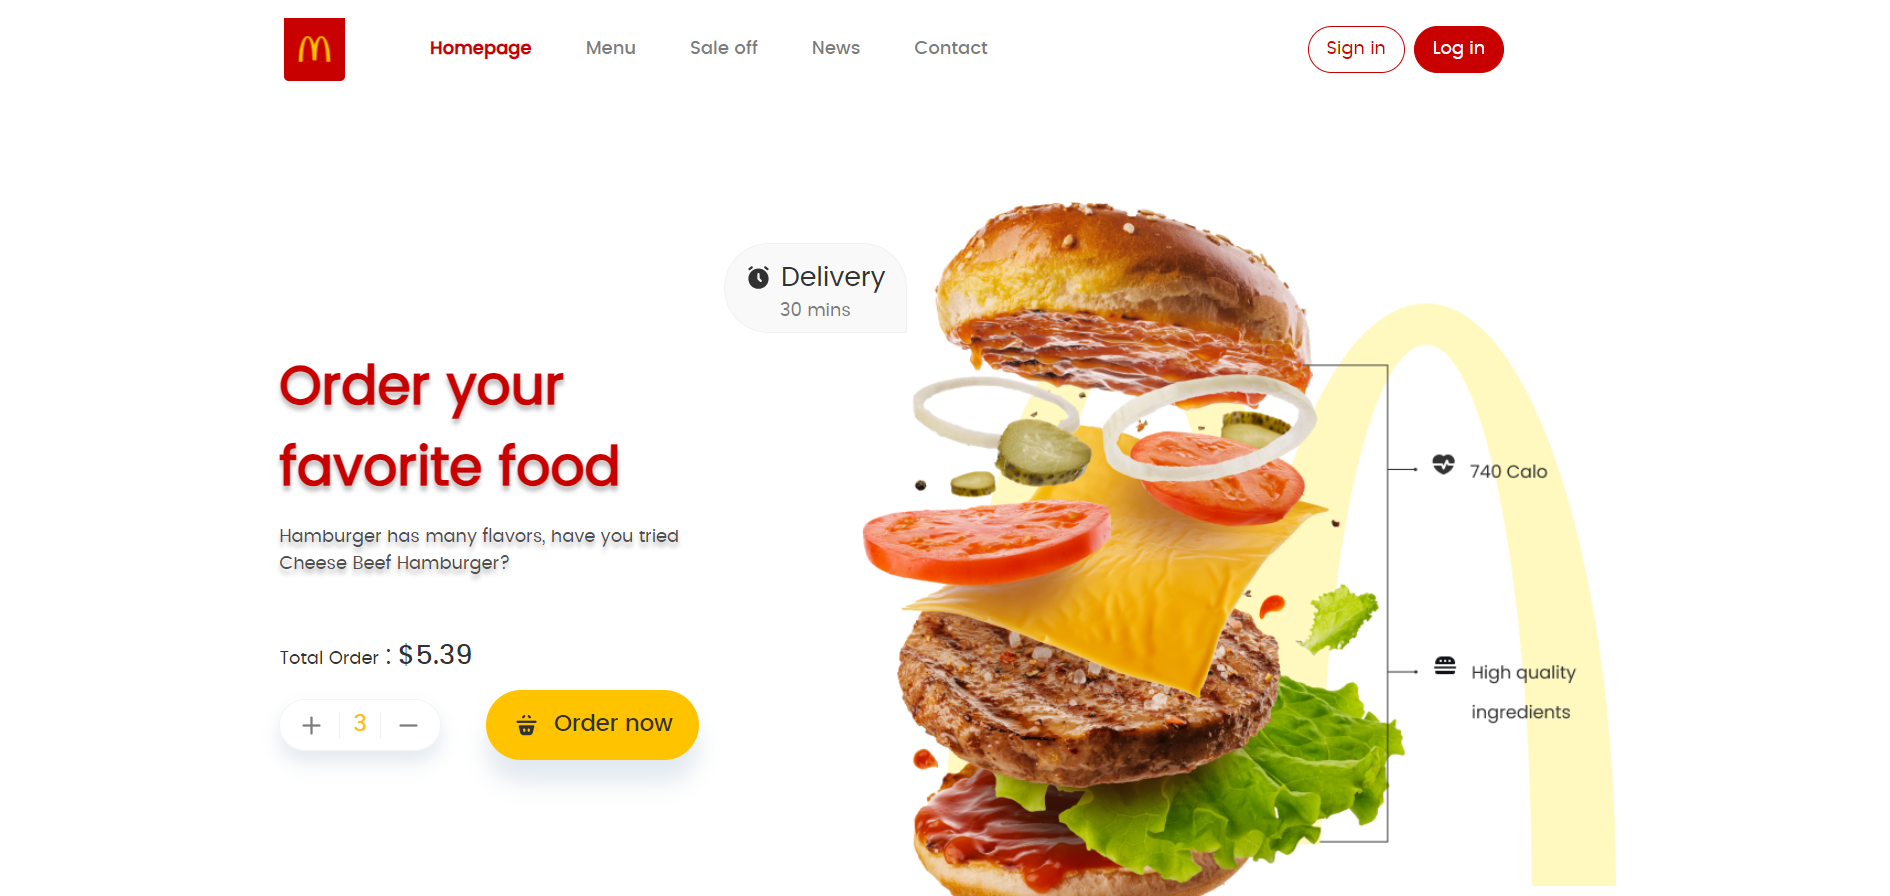 Homepage
Menu
Sale off
News
Contact
Sign in
Log in
Delivery
30 mins
Order your
favorite food
Hamburger has many flavors, have you tried
Cheese Beef Hamburger?
Total Order : $5.39
3
Order now
740 Calo
High quality
ingredients